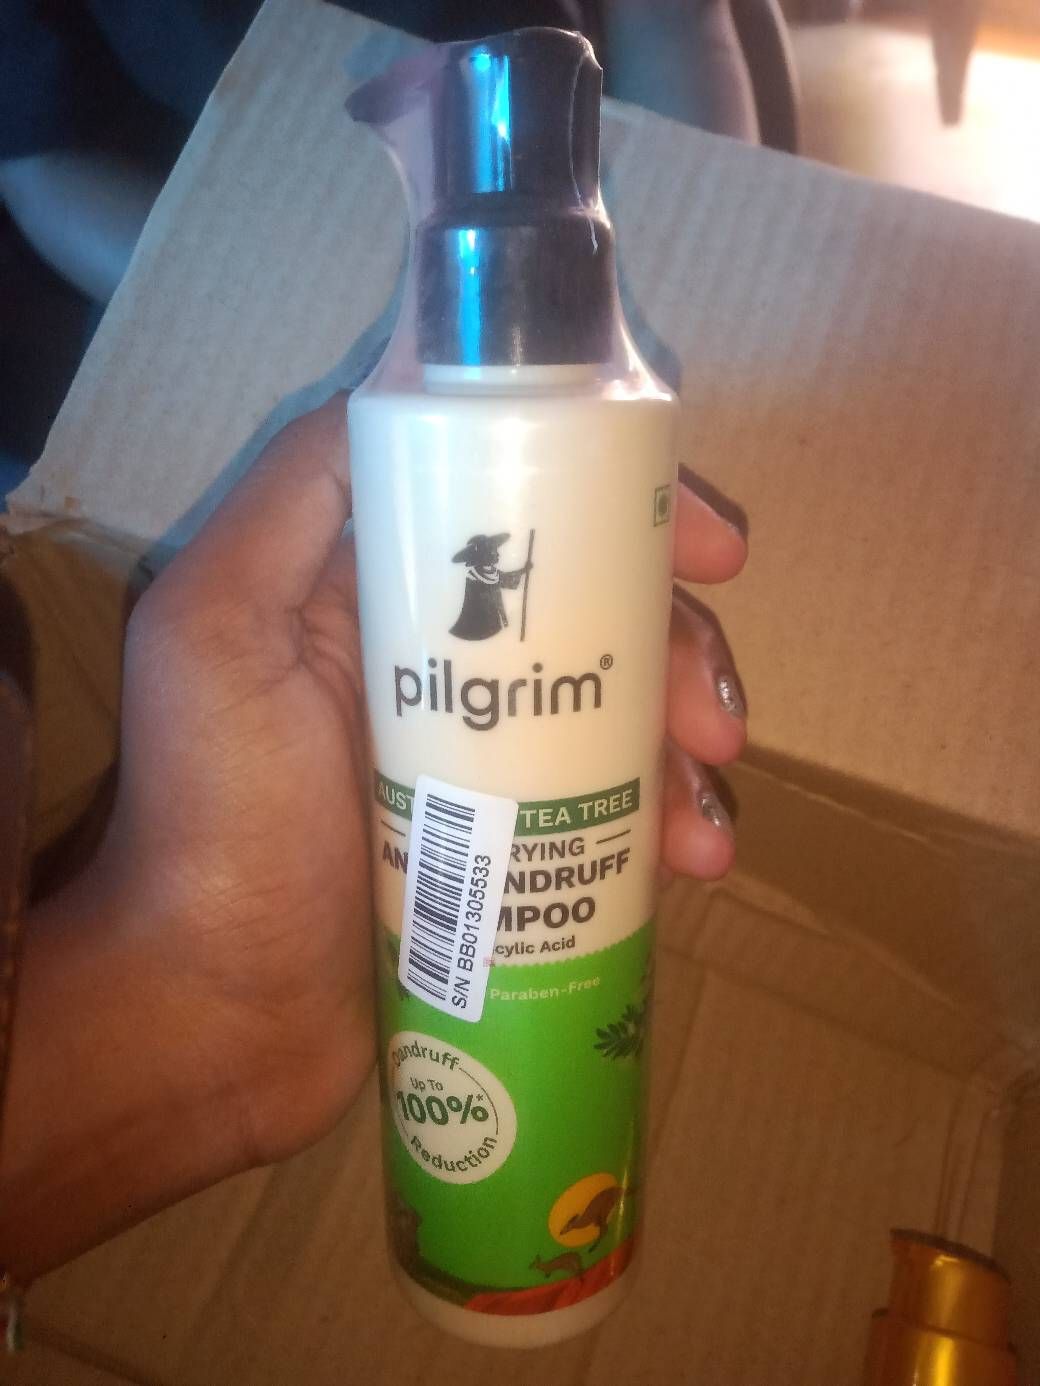 pilgrim®
AUST TEA TREE
RYING
AN NDRUFF
MPOO
cylic Acid
Paraben-Free
S/N BB01305533
Dandruff
Up To
100%*
Reduction